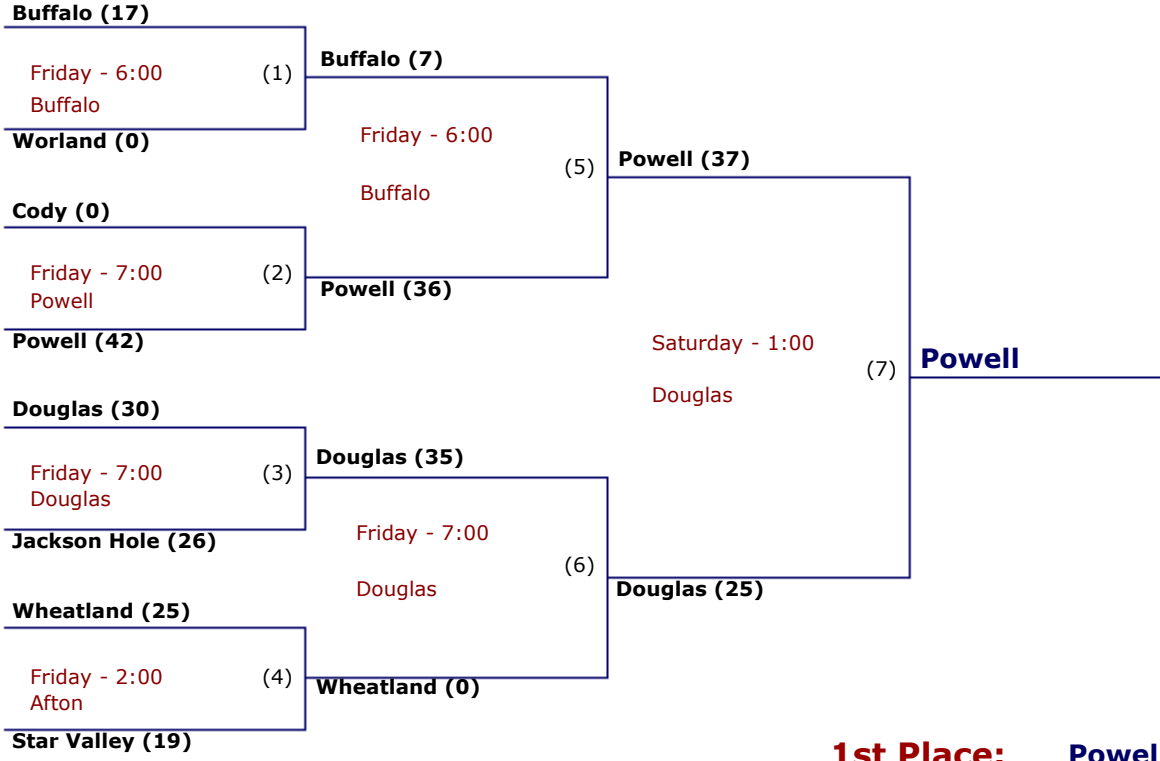 Buffalo (17)
Friday - 6:00
(1)
Buffalo
Worland (0)
Cody (0)
Friday - 7:00
(2)
Powell
Powell (42)
Douglas (30)
Friday - 7:00
(3)
Douglas
Jackson Hole (26)
Wheatland (25)
Friday - 2:00
(4)
Afton
Star Valley (19)
Buffalo (7)
Friday - 6:00
(5)
Buffalo
Powell (36)
Douglas (35)
Friday - 7:00
(6)
Douglas
Wheatland (0)
Powell (37)
Saturday - 1:00
(7)
Douglas
Douglas (25)
Powell
1st Place: Powel